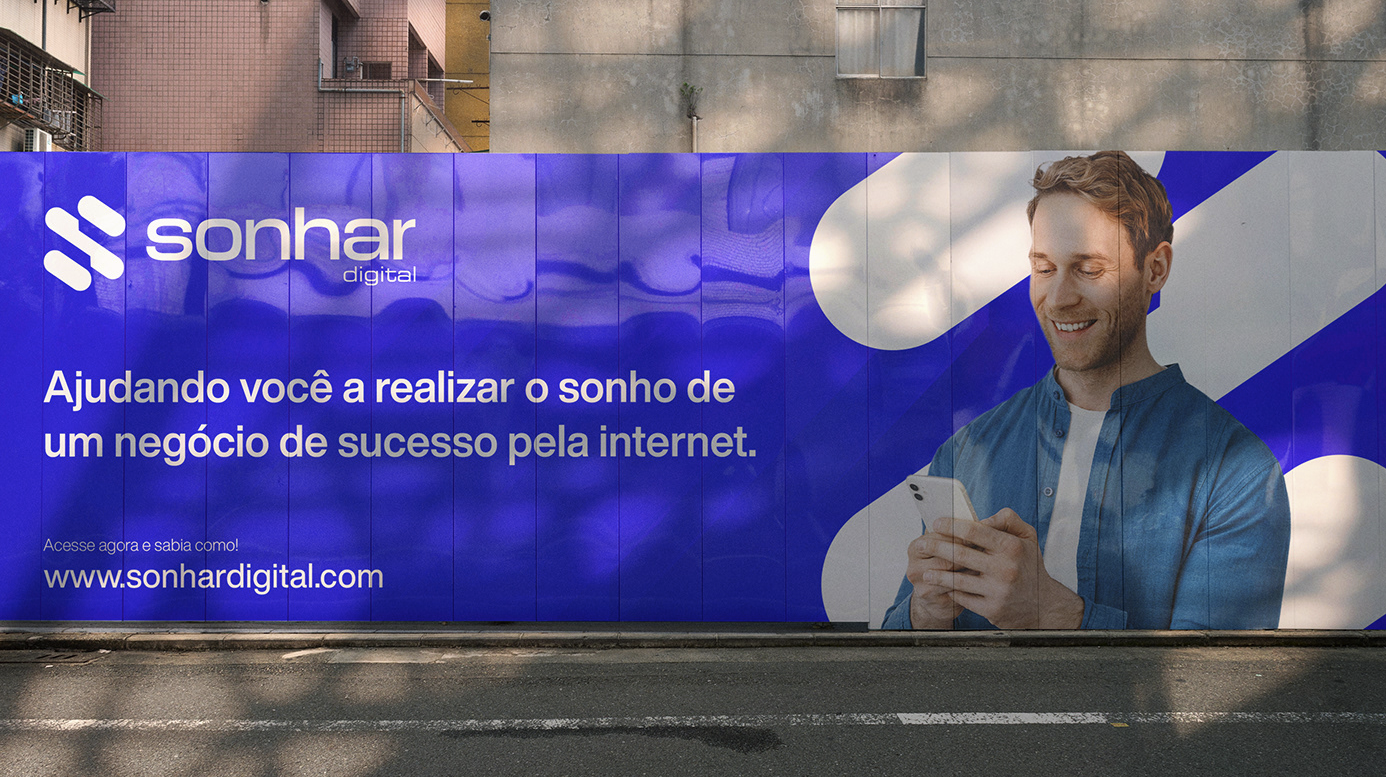 sonhar
digital
Ajudando você a realizar o sonho de
um negócio de sucesso pela internet.
Acesse agora e sabia como!
www.sonhardigital.com